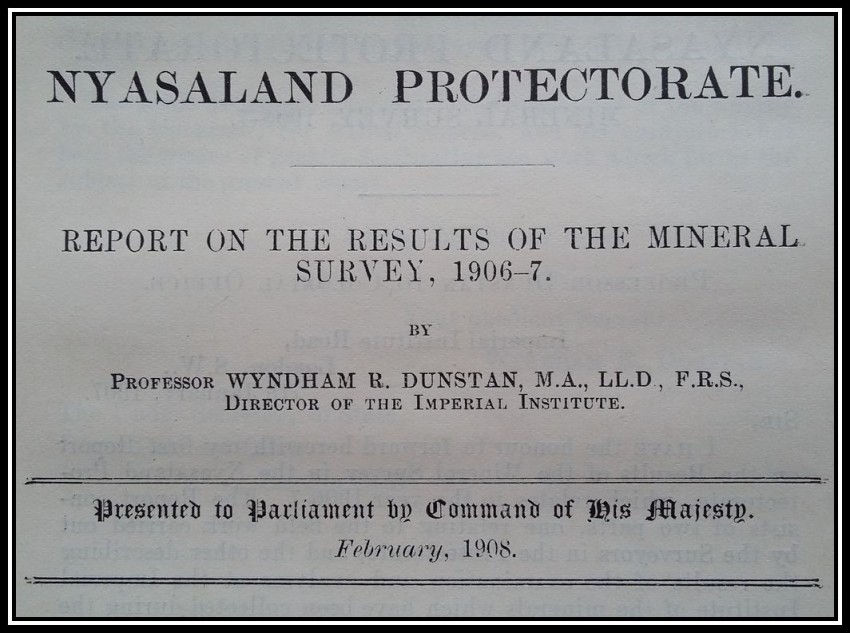 NYASALAND PROTECTORATE.
REPORT ON THE RESULTS OF THE MINERAL
SURVEY, 1906–7.
BY
PROFESSOR WYNDHAM R. DUNSTAN, M.A., LL.D., F.R.S.,
DIRECTOR OF THE IMPERIAL INSTITUTE.
Presented to Parliament by Command of His Majesty.
February, 1908.